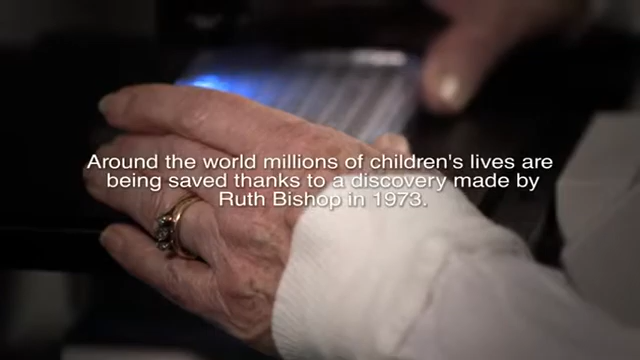 Around the world millions of children's lives are
being saved thanks to a discovery made by
Ruth Bishop in 1973.